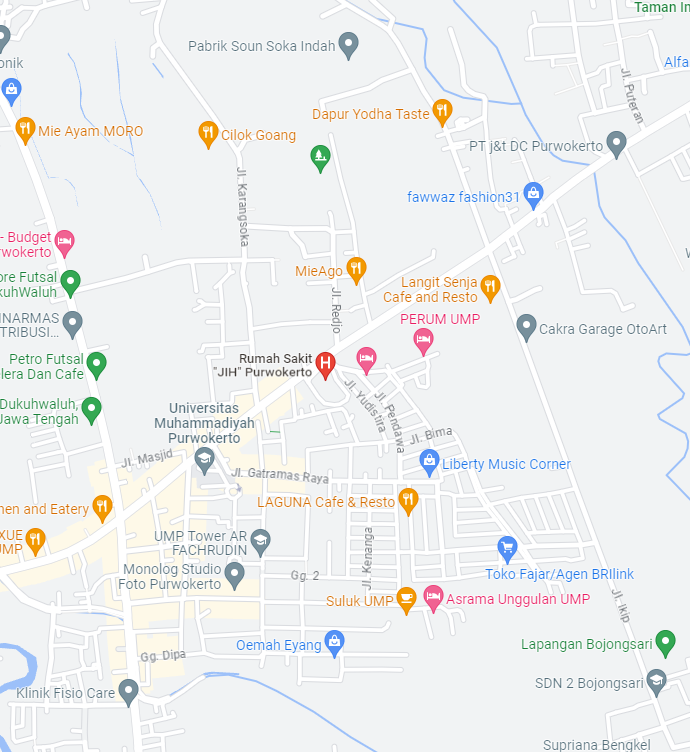 Taman In
onik
Pabrik Soun Soka Indah
Alfa
Jl. Puteran
Dapur Yodha Taste
Mie Ayam MORO
Cilok Goang
PT j&t DC Purwokerto
Jl. Karangsoka
fawwaz fashion31
- Budget
rwokerto
MieAgo
ore Futsal
kuhWaluh
Langit Senja
Cafe and Resto
Jl. Redjo
INARMAS
TRIBUSI...
PERUM UMP
Cakra Garage OtoArt
Petro Futsal
lera Dan Cafe
Rumah Sakit
"JIH" Purwokerto
Jl. Yudistira
Jl. Pendawa
Dukuhwaluh,
Jawa Tengah
Universitas
Muhammadiyah
Purwokerto
Jl. Bima
Jl. Masjid
Liberty Music Corner
Jl. Gatramas Raya
LAGUNA Cafe & Resto
hen and Eatery
XUE
UMP
UMP Tower AR
FACHRUDIN
Jl. Kenanga
Monolog Studio
Foto Purwokerto
Gg. 2
Toko Fajar/Agen BRIlink
Suluk UMP
Asrama Unggulan UMP
Jl. Ikip
Oemah Eyang
Lapangan Bojongsari
Gg. Dipa
SDN 2 Bojongsari
Klinik Fisio Care
Supriana Bengkel